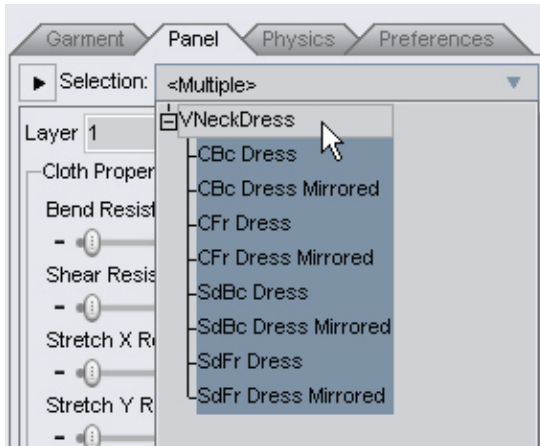 Garment Panel Physics Preferences
Selection: <Multiple>
VNeckDress
Layer 1
CBc Dress
Cloth Proper
CBc Dress Mirrored
Bend Resist
CFr Dress
CFr Dress Mirrored
Shear Resis
SdBc Dress
SdBc Dress Mirrored
Stretch X Re
SdFr Dress
SdFr Dress Mirrored
Stretch Y R